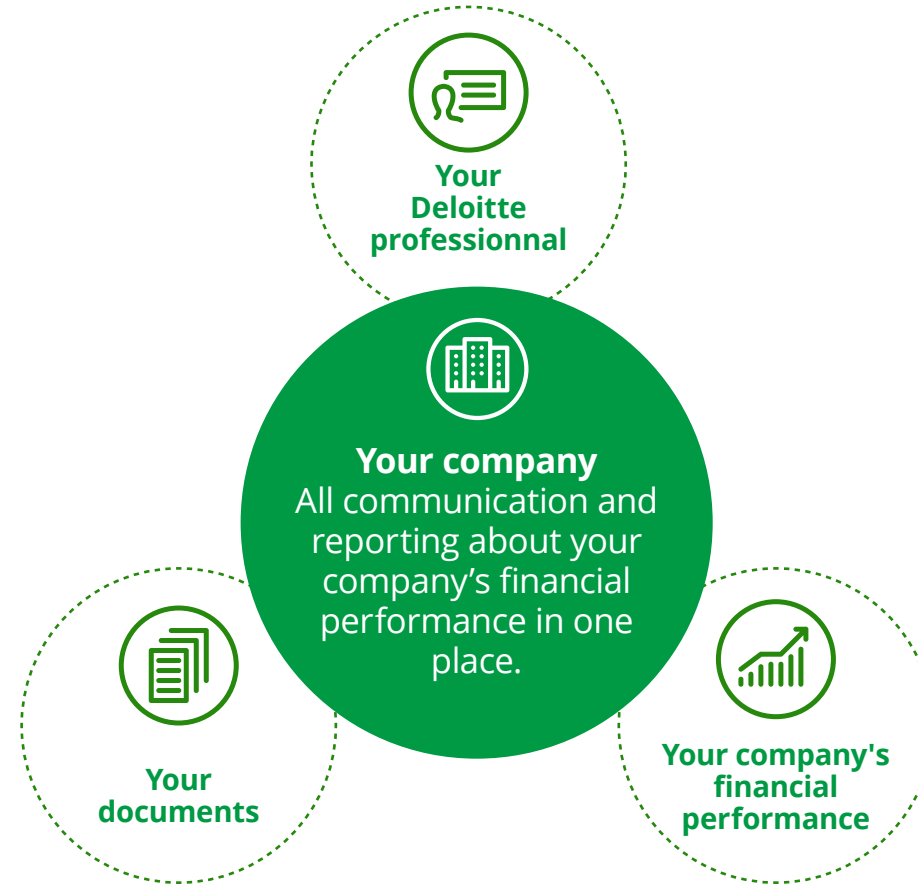 Your
Deloitte
professionnal
Your company
All communication and
reporting about your
company’s financial
performance in one
place.
Your
documents
Your company's
financial
performance